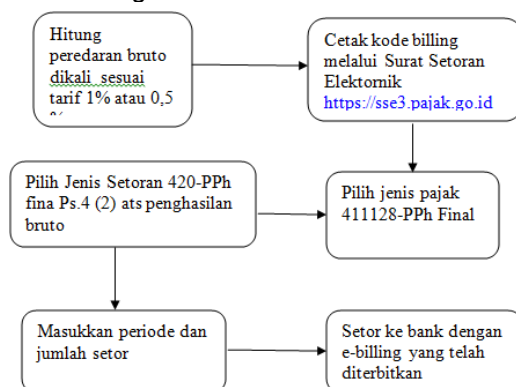 Hitung
peredaran bruto
dikali sesuai
tarif 1% atau 0,5
Cetak kode billing
melalui Surat Setoran
Elektornik
https://sse3.pajak.go.id
Pilih Jenis Setoran 420-PPh
fina Ps.4 (2) ats penghasilan
bruto
Pilih jenis pajak
411128-PPh Final
Masukkan periode dan
jumlah setor
Setor ke bank dengan
e-billing yang telah
diterbitkan